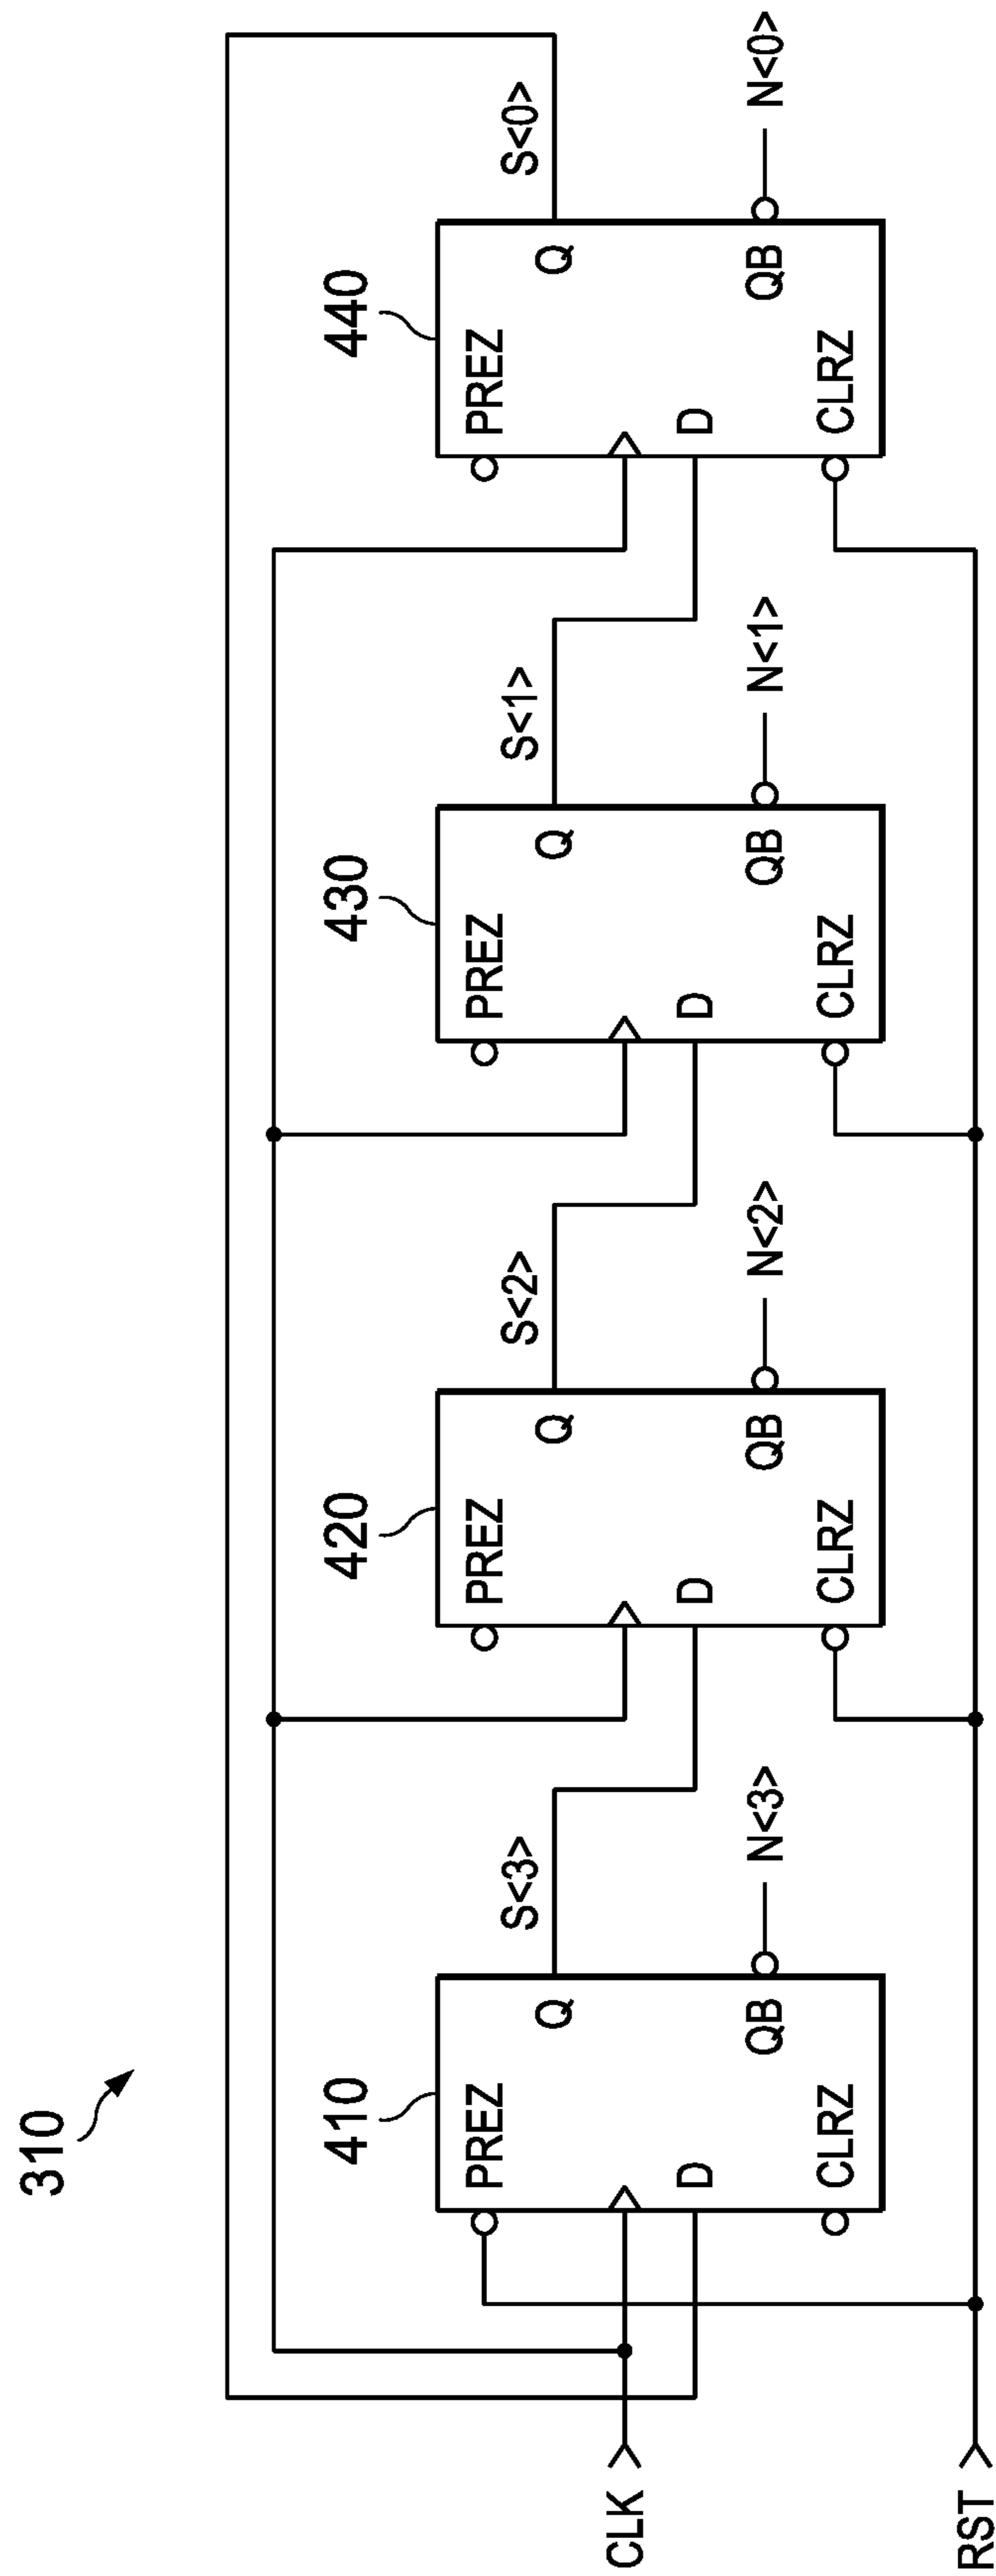 310
410
PREZ
Q
D
QB
CLRZ
S<3>
N<3>
420
PREZ
Q
D
QB
CLRZ
S<2>
N<2>
430
PREZ
Q
D
QB
CLRZ
S<1>
N<1>
440
PREZ
Q
D
QB
CLRZ
S<0>
N<0>
CLK
RST